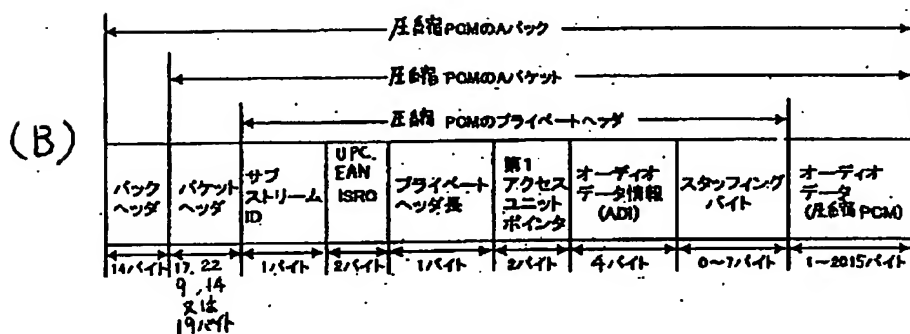 圧縮 PCMのAパック
圧縮 PCMのAパケット
圧縮 PCMのプライベートヘッダ
(B)
パック
ヘッダ
パケット
ヘッダ
サブ
ストリーム
ID
UPC.
EAN
ISRC
プライベート
ヘッダ長
第1
アクセス
ユニット
ポインタ
オーディオ
データ情報
(ADI)
スタッフィング
バイト
オーディオ
データ
(圧縮 PCM)
14バイト
17. 22
9 . 14
又は
19バイト
1バイト
2バイト
1バイト
2バイト
4バイト
0〜7バイト
1〜2015バイト